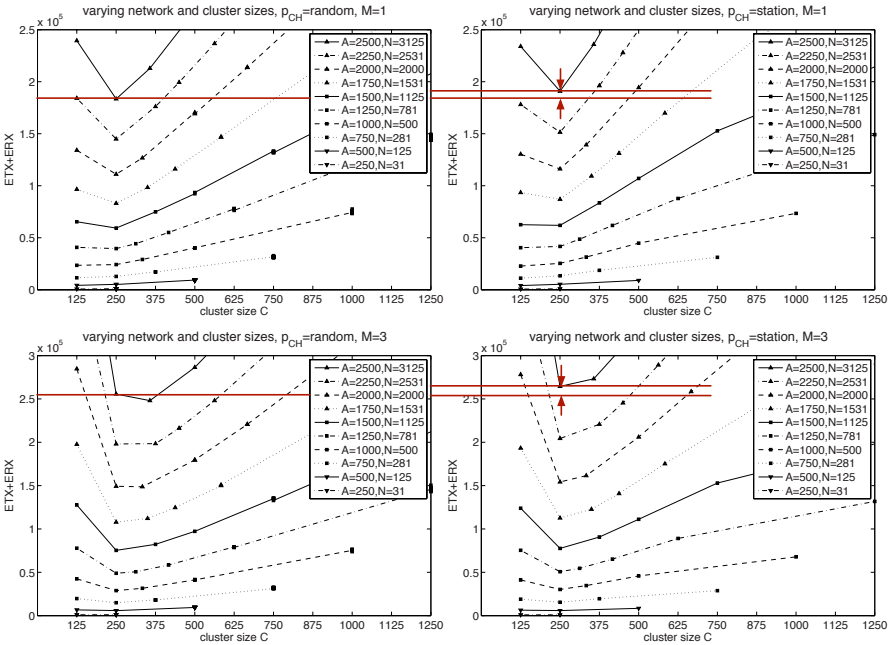 varying network and cluster sizes, pCH=random, M=1
x 10^5
2.5
2
1.5
1
0.5
0
ETX+ERX
125 250 375 500 625 750 875 1000 1125 1250
cluster size C
A=2500,N=3125
A=2250,N=2531
A=2000,N=2000
A=1750,N=1531
A=1500,N=1125
A=1250,N=781
A=1000,N=500
A=750,N=281
A=500,N=125
A=250,N=31
varying network and cluster sizes, pCH=station, M=1
x 10^5
2.5
2
1.5
1
0.5
0
ETX+ERX
125 250 375 500 625 750 875 1000 1125 1250
cluster size C
A=2500,N=3125
A=2250,N=2531
A=2000,N=2000
A=1750,N=1531
A=1500,N=1125
A=1250,N=781
A=1000,N=500
A=750,N=281
A=500,N=125
A=250,N=31
varying network and cluster sizes, pCH=random, M=3
x 10^5
3
2.5
2
1.5
1
0.5
0
ETX+ERX
125 250 375 500 625 750 875 1000 1125 1250
cluster size C
A=2500,N=3125
A=2250,N=2531
A=2000,N=2000
A=1750,N=1531
A=1500,N=1125
A=1250,N=781
A=1000,N=500
A=750,N=281
A=500,N=125
A=250,N=31
varying network and cluster sizes, pCH=station, M=3
x 10^5
3
2.5
2
1.5
1
0.5
0
ETX+ERX
125 250 375 500 625 750 875 1000 1125 1250
cluster size C
A=2500,N=3125
A=2250,N=2531
A=2000,N=2000
A=1750,N=1531
A=1500,N=1125
A=1250,N=781
A=1000,N=500
A=750,N=281
A=500,N=125
A=250,N=31